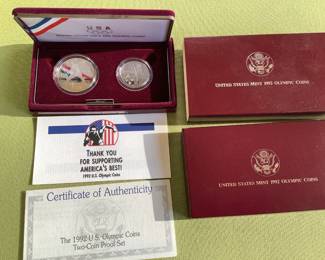 USA
UNITED STATES MINT 1992 OLYMPIC COINS
THANK YOU
FOR SUPPORTING
AMERICA'S BEST!
1992 U.S. Olympic Coins
Certificate of Authenticity
The 1992 U.S. Olympic Coins
Two-Coin Proof Set
UNITED STATES MINT 1992 OLYMPIC COINS